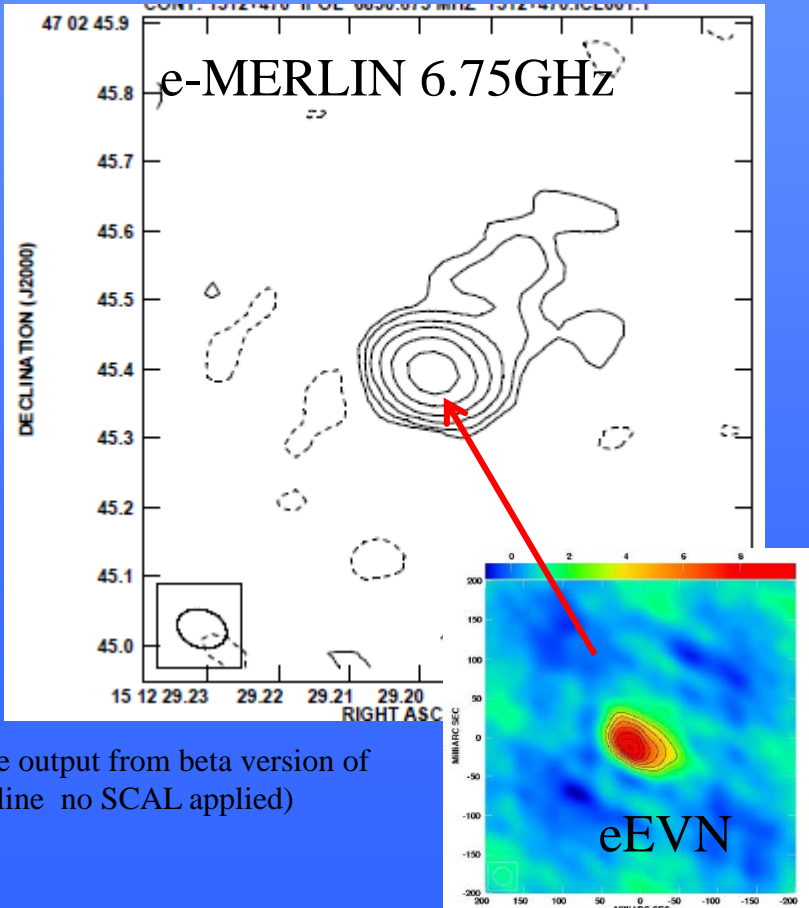 47 02 45.9
e-MERLIN 6.75GHz
45.8
45.7
45.6
45.5
45.4
45.3
45.2
45.1
45.0
DECLINATION (J2000)
15 12 29.23 29.22 29.21 29.20
RIGHT ASC
output from beta version of
no SCAL applied)
0 2 4 6 8
150
100
50
0
-50
-100
-150
-200
MILLIARC SEC
eEVN
200 150 100 50 0 -50 -100 -150 -200